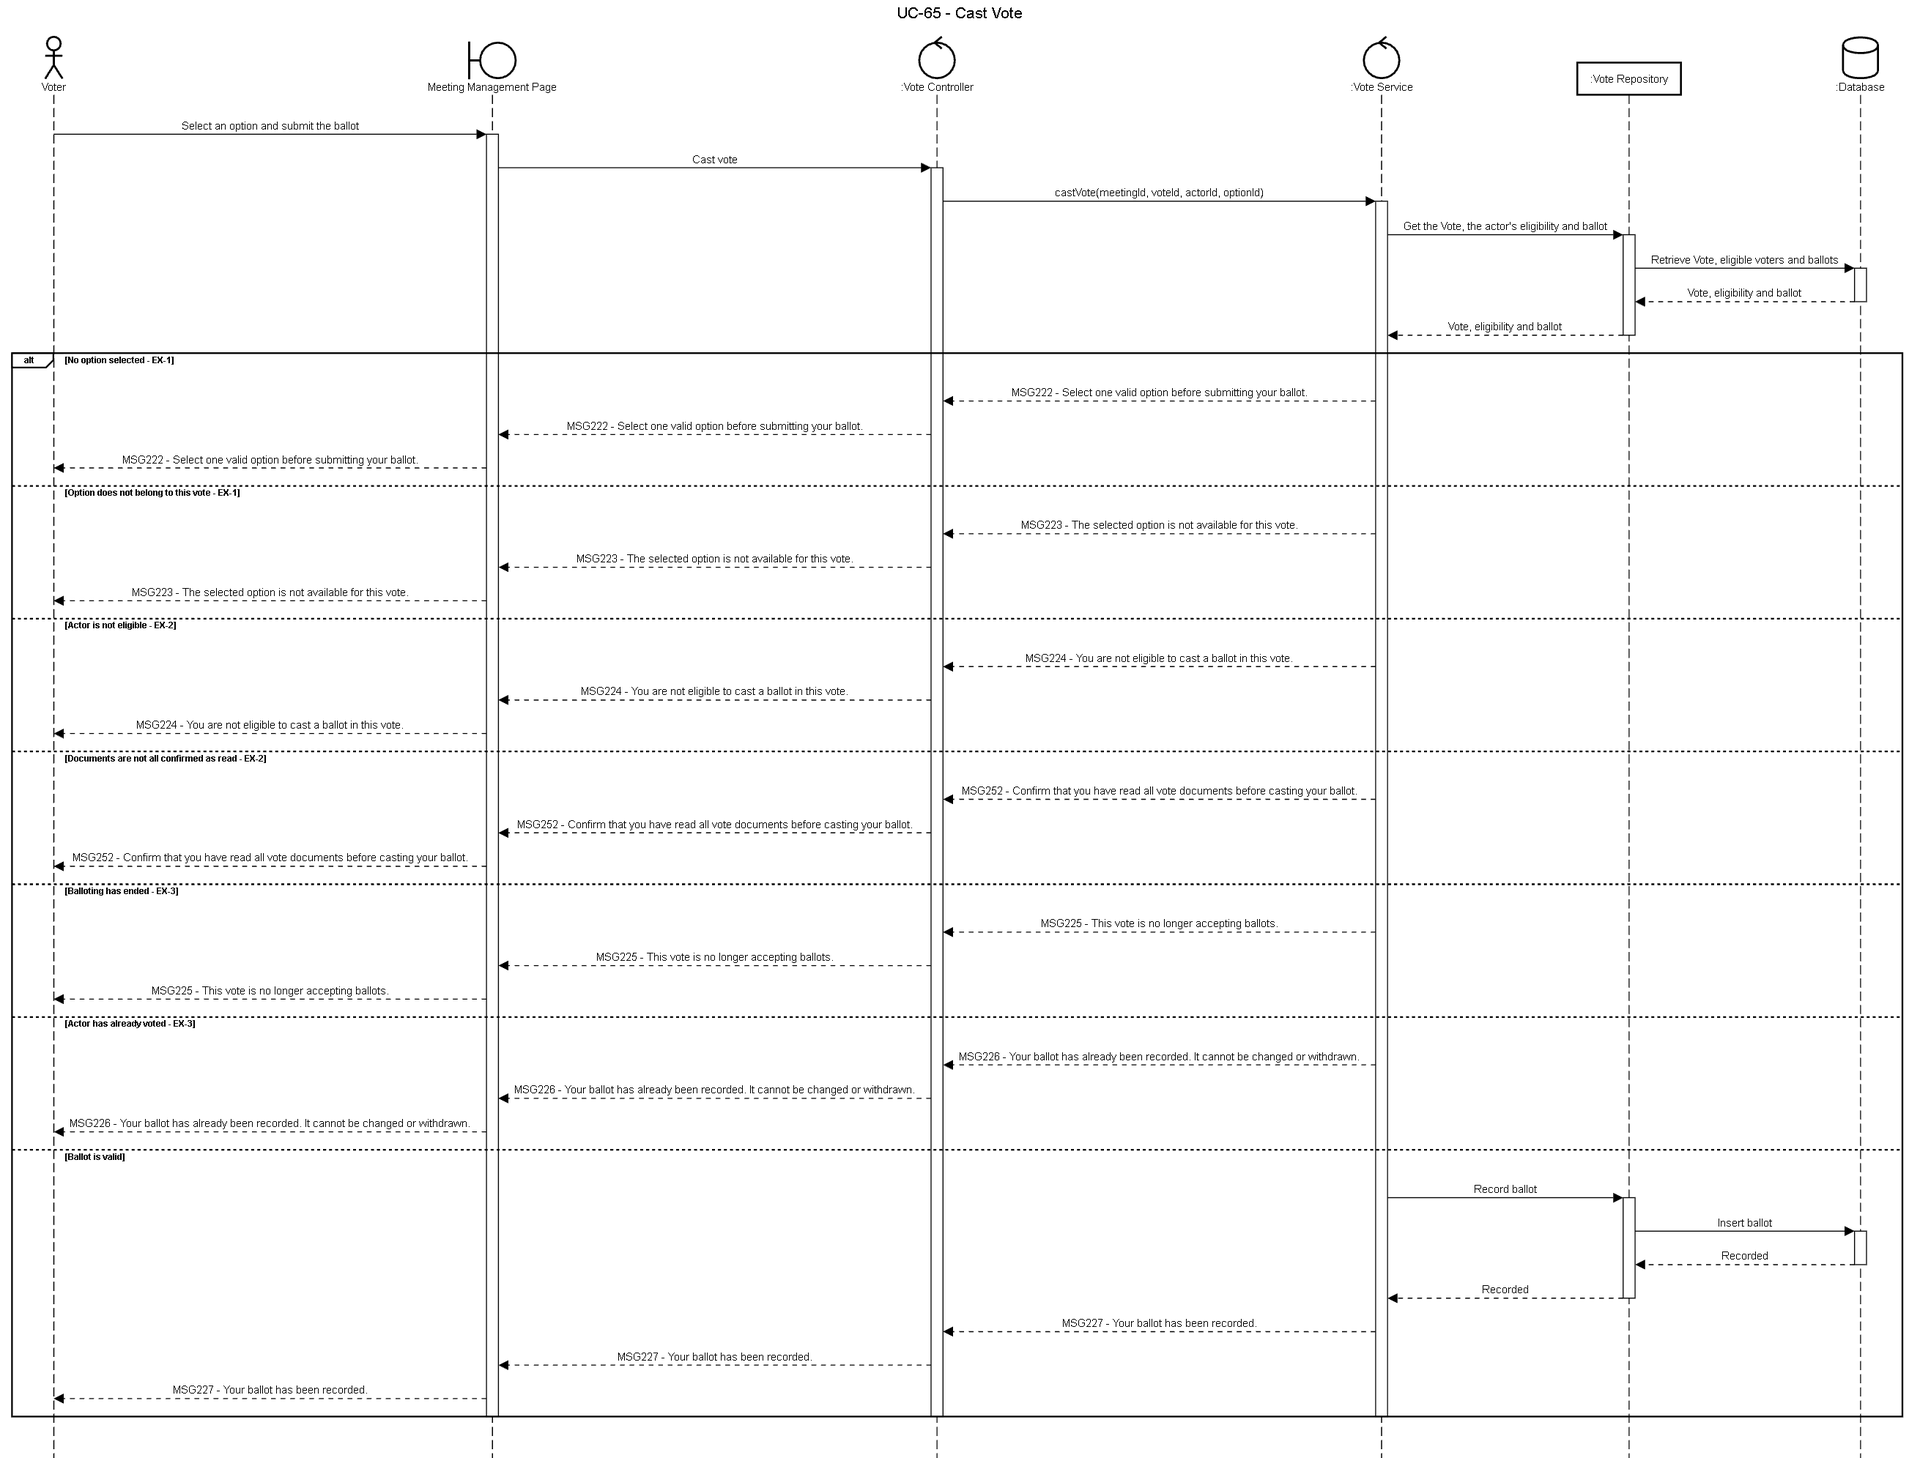 UC-65 - Cast Vote
Voter
Meeting Management Page
:Vote Controller
:Vote Service
:Vote Repository
:Database
Select an option and submit the ballot
Cast vote
castVote(meetingId, voteId, actorId, optionId)
Get the Vote, the actor's eligibility and ballot
Retrieve Vote, eligible voters and ballots
Vote, eligibility and ballot
Vote, eligibility and ballot
alt
[No option selected - EX-1]
MSG222 - Select one valid option before submitting your ballot.
MSG222 - Select one valid option before submitting your ballot.
MSG222 - Select one valid option before submitting your ballot.
[Option does not belong to this vote - EX-1]
MSG223 - The selected option is not available for this vote.
MSG223 - The selected option is not available for this vote.
MSG223 - The selected option is not available for this vote.
[Actor is not eligible - EX-2]
MSG224 - You are not eligible to cast a ballot in this vote.
MSG224 - You are not eligible to cast a ballot in this vote.
MSG224 - You are not eligible to cast a ballot in this vote.
[Documents are not all confirmed as read - EX-2]
MSG252 - Confirm that you have read all vote documents before casting your ballot.
MSG252 - Confirm that you have read all vote documents before casting your ballot.
MSG252 - Confirm that you have read all vote documents before casting your ballot.
[Balloting has ended - EX-3]
MSG225 - This vote is no longer accepting ballots.
MSG225 - This vote is no longer accepting ballots.
MSG225 - This vote is no longer accepting ballots.
[Actor has already voted - EX-3]
MSG226 - Your ballot has already been recorded. It cannot be changed or withdrawn.
MSG226 - Your ballot has already been recorded. It cannot be changed or withdrawn.
MSG226 - Your ballot has already been recorded. It cannot be changed or withdrawn.
[Ballot is valid]
Record ballot
Insert ballot
Recorded
Recorded
MSG227 - Your ballot has been recorded.
MSG227 - Your ballot has been recorded.
MSG227 - Your ballot has been recorded.